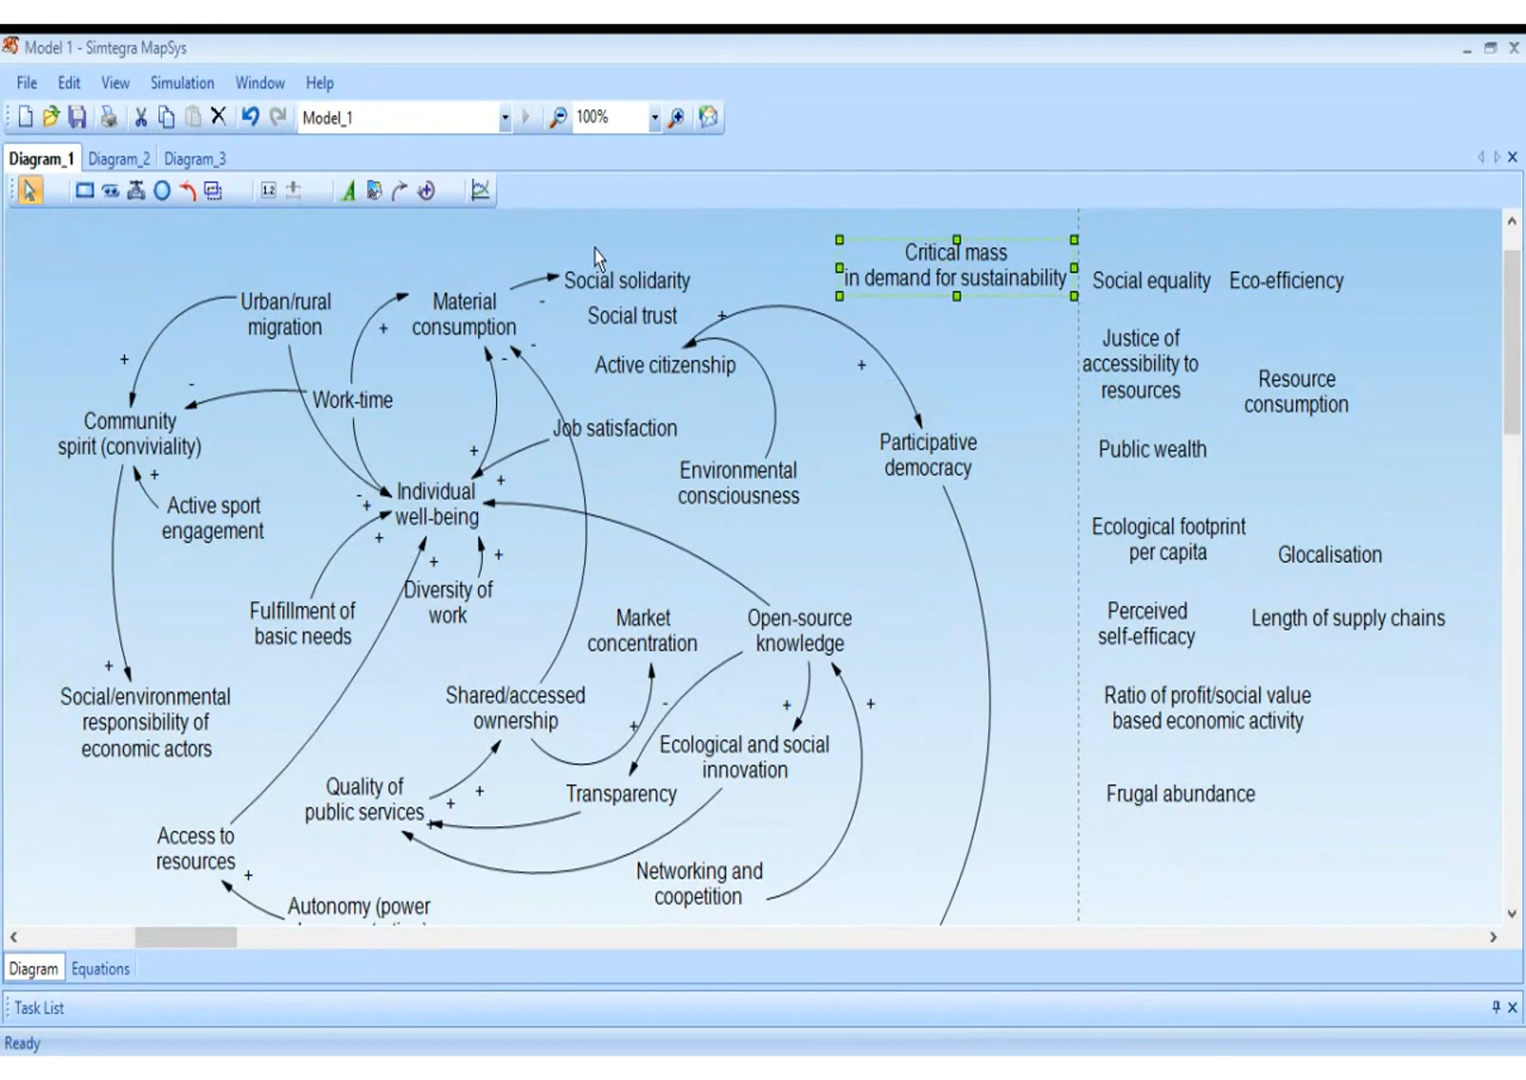 Model 1 - Simtegra MapSys
File Edit View Simulation Window Help
Model_1
100%
Diagram_1 Diagram_2 Diagram_3
1.2
A
Critical mass
in demand for sustainability
Social equality
Eco-efficiency
Social solidarity
Urban/rural
migration
Material
consumption
Social trust
Active citizenship
Justice of
accessibility to
resources
Resource
consumption
Work-time
Community
spirit (conviviality)
Job satisfaction
Participative
democracy
Public wealth
Environmental
consciousness
Individual
well-being
Active sport
engagement
Ecological footprint
per capita
Glocalisation
Fulfillment of
basic needs
Diversity of
work
Market
concentration
Open-source
knowledge
Perceived
self-efficacy
Length of supply chains
Social/environmental
responsibility of
economic actors
Shared/accessed
ownership
Ratio of profit/social value
based economic activity
Ecological and social
innovation
Quality of
public services
Transparency
Frugal abundance
Access to
resources
Networking and
coopetition
Autonomy (power
Diagram Equations
Task List
Ready